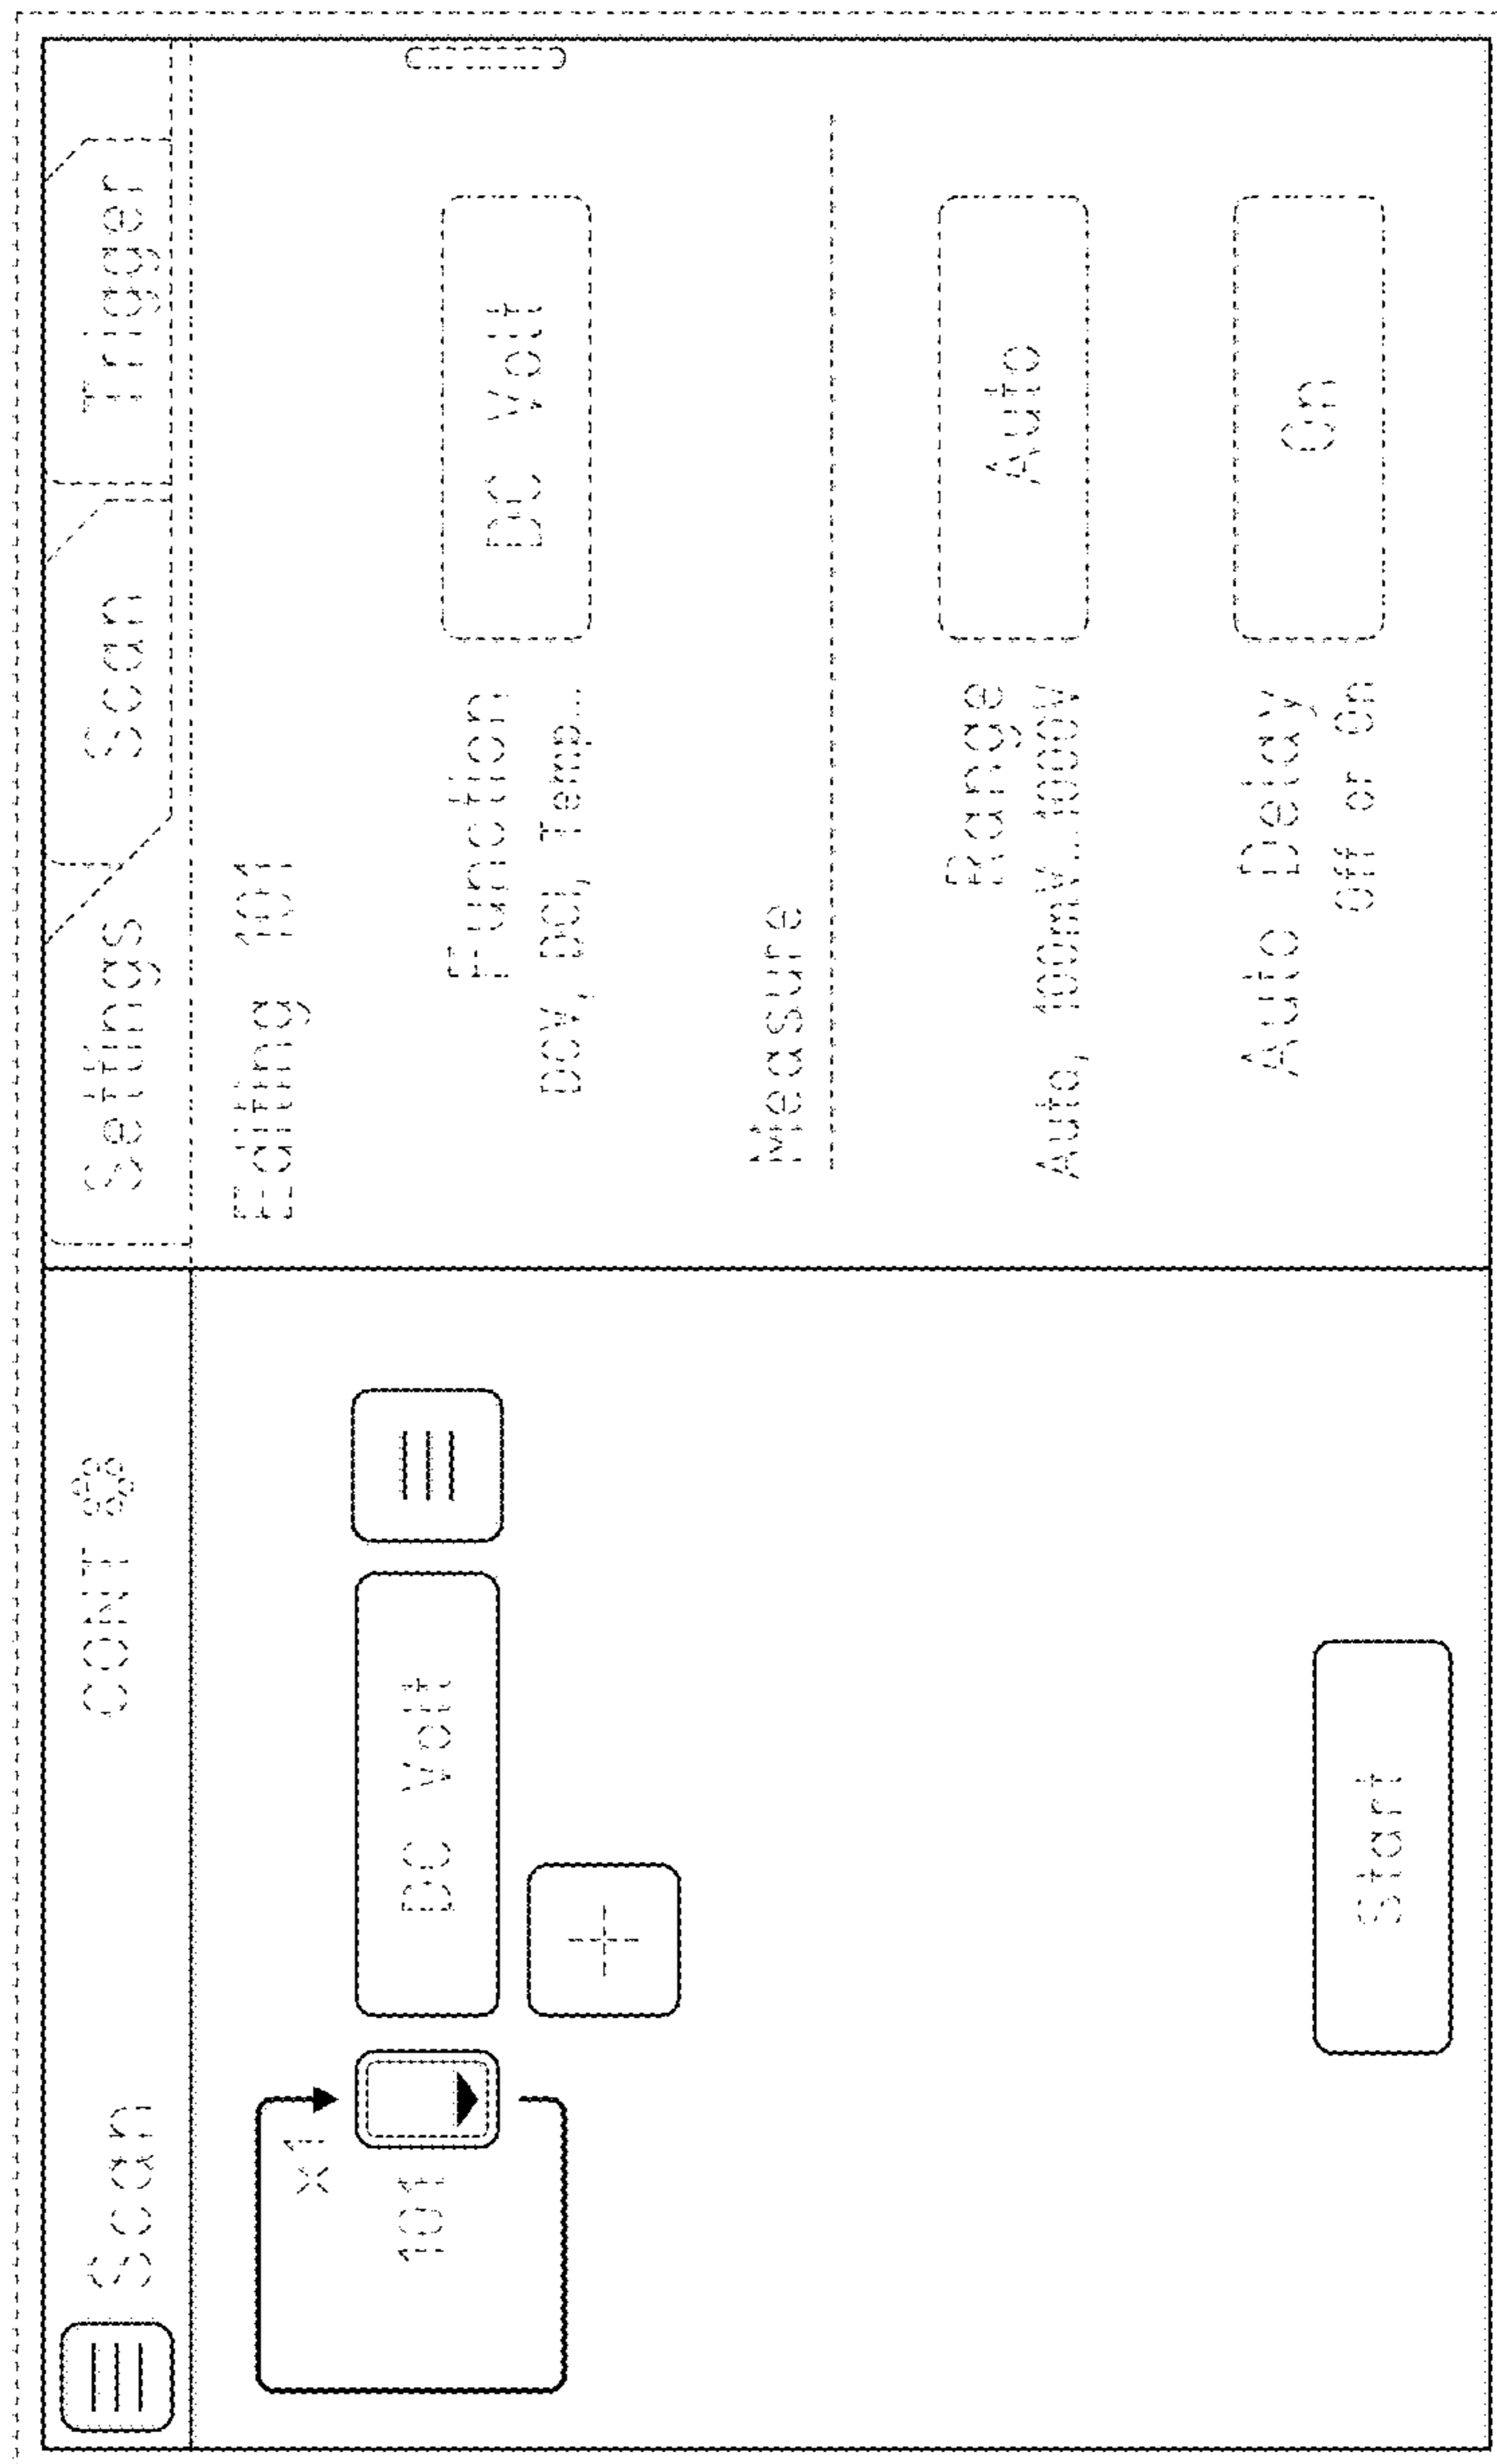 Scan CONT
x1
101 DC Volt
+
Start
Settings Scan Trigger
Editing 101
Function DC Volt
DCV, DCI, Temp...
Measure
Range Auto
Auto, 100mV...1000V
Auto Delay On
Off or On